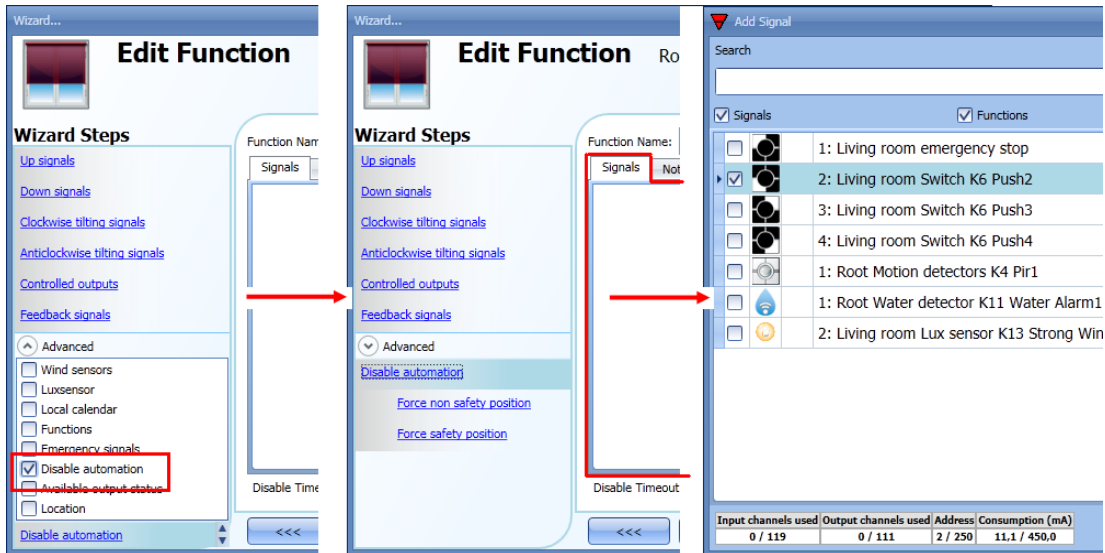 Wizard...
Edit Function
Wizard Steps
Up signals
Down signals
Clockwise tilting signals
Anticlockwise tilting signals
Controlled outputs
Feedback signals
Advanced
Wind sensors
Luxsensor
Local calendar
Functions
Emergency signals
Disable automation
Available output status
Location
Disable automation
Function Nam
Signals
Disable Time
<<<
Wizard...
Edit Function Ro
Wizard Steps
Up signals
Down signals
Clockwise tilting signals
Anticlockwise tilting signals
Controlled outputs
Feedback signals
Advanced
Disable automation
Force non safety position
Force safety position
Function Name:
Signals Not
Disable Timeout
<<<
Add Signal
Search
Signals Functions
1: Living room emergency stop
2: Living room Switch K6 Push2
3: Living room Switch K6 Push3
4: Living room Switch K6 Push4
1: Root Motion detectors K4 Pir1
1: Root Water detector K11 Water Alarm1
2: Living room Lux sensor K13 Strong Win
Input channels used Output channels used Address Consumption (mA)
0 / 119 0 / 111 2 / 250 11,1 / 450,0